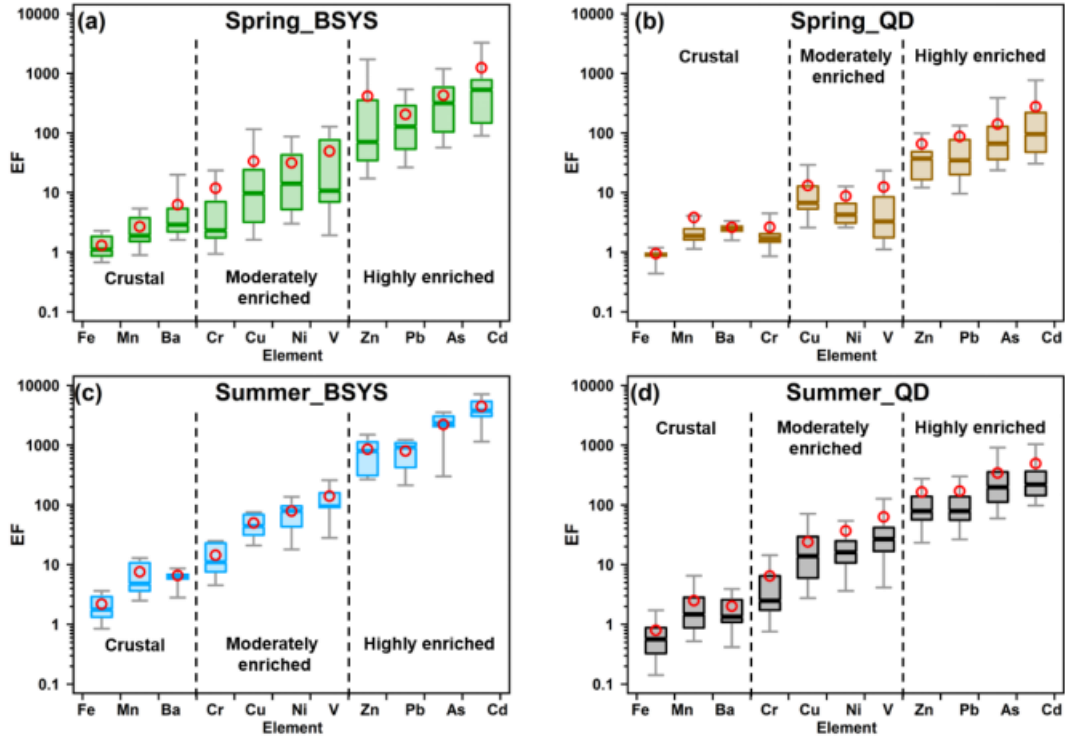 (a) Spring_BSYS
10000
1000
100
10
1
0.1
EF
Crustal
Moderately
enriched
Highly enriched
Fe Mn Ba Cr Cu Ni V Zn Pb As Cd
Element
(b) Spring_QD
10000
1000
100
10
1
0.1
EF
Crustal
Moderately
enriched
Highly enriched
Fe Mn Ba Cr Cu Ni V Zn Pb As Cd
Element
(c) Summer_BSYS
10000
1000
100
10
1
0.1
EF
Crustal
Moderately
enriched
Highly enriched
Fe Mn Ba Cr Cu Ni V Zn Pb As Cd
Element
(d) Summer_QD
10000
1000
100
10
1
0.1
EF
Crustal
Moderately
enriched
Highly enriched
Fe Mn Ba Cr Cu Ni V Zn Pb As Cd
Element